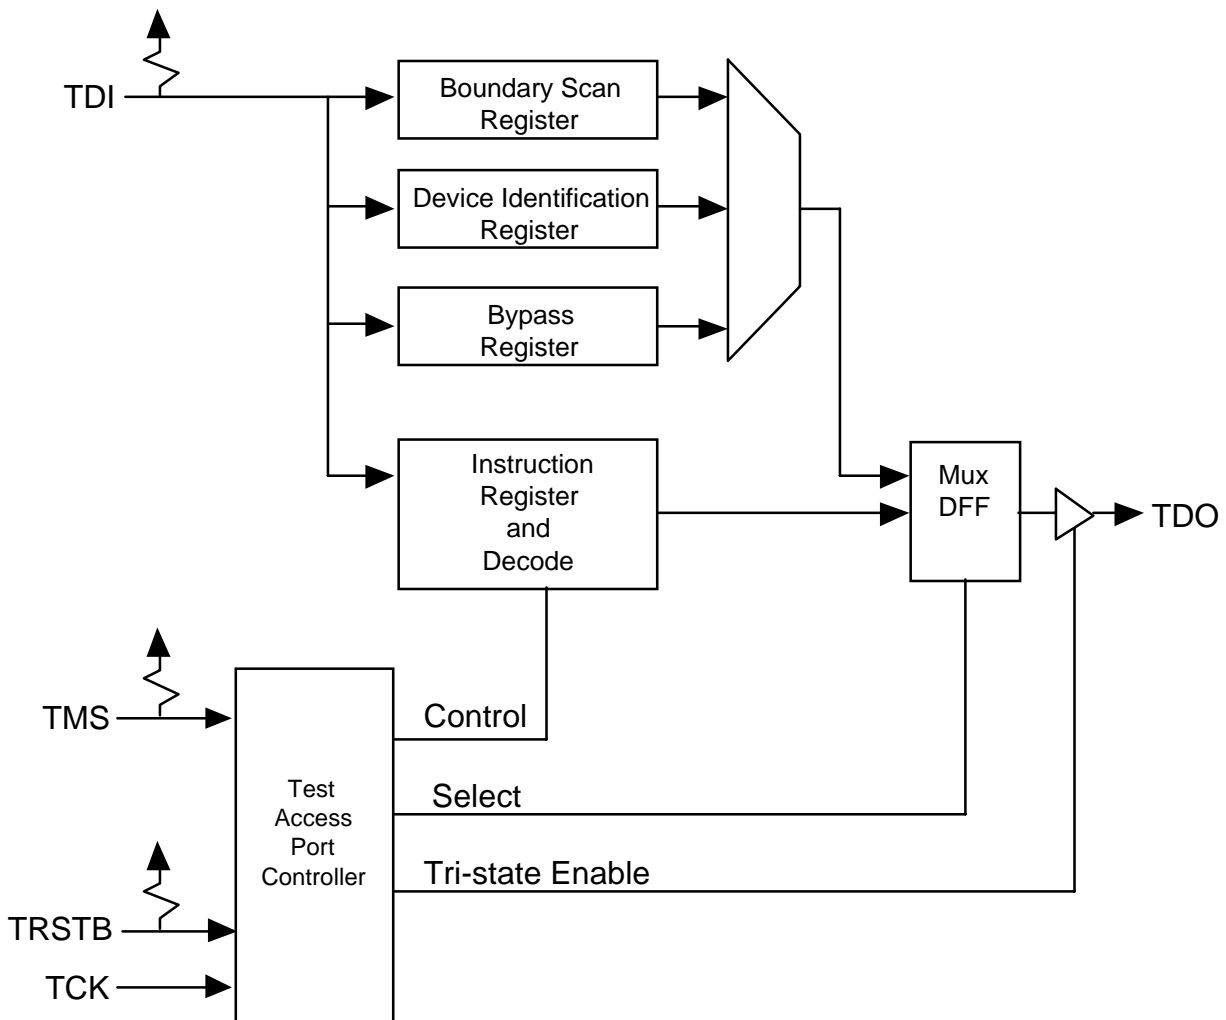 TDI
Boundary Scan
Register
Device Identification
Register
Bypass
Register
Instruction
Register
and
Decode
Mux
DFF
TDO
TMS
Control
Test
Access
Port
Controller
Select
Tri-state Enable
TRSTB
TCK